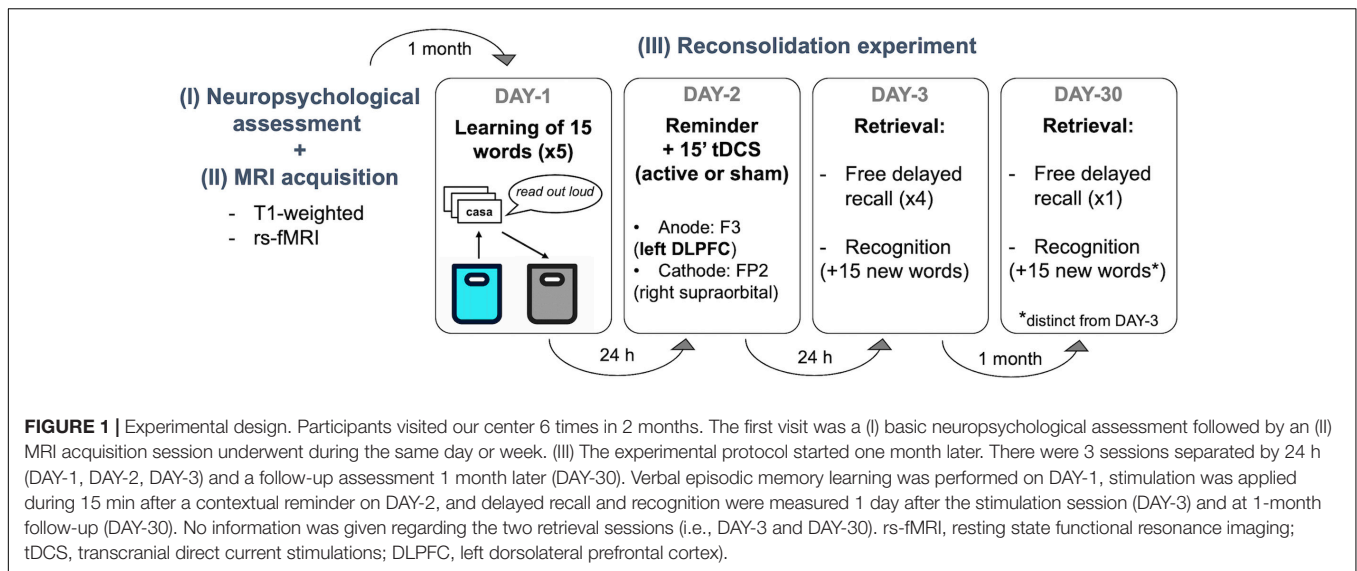 1 month
(III) Reconsolidation experiment
(I) Neuropsychological
assessment
+
(II) MRI acquisition
- T1-weighted
- rs-fMRI
DAY-1
Learning of 15
words (x5)
read out loud
casa
24 h
DAY-2
Reminder
+ 15' tDCS
(active or sham)
• Anode: F3
(left DLPFC)
• Cathode: FP2
(right supraorbital)
24 h
DAY-3
Retrieval:
- Free delayed
recall (x4)
- Recognition
(+15 new words)
1 month
DAY-30
Retrieval:
- Free delayed
recall (x1)
- Recognition
(+15 new words*)
*distinct from DAY-3
FIGURE 1 | Experimental design. Participants visited our center 6 times in 2 months. The first visit was a (I) basic neuropsychological assessment followed by an (II)
MRI acquisition session underwent during the same day or week. (III) The experimental protocol started one month later. There were 3 sessions separated by 24 h
(DAY-1, DAY-2, DAY-3) and a follow-up assessment 1 month later (DAY-30). Verbal episodic memory learning was performed on DAY-1, stimulation was applied
during 15 min after a contextual reminder on DAY-2, and delayed recall and recognition were measured 1 day after the stimulation session (DAY-3) and at 1-month
follow-up (DAY-30). No information was given regarding the two retrieval sessions (i.e., DAY-3 and DAY-30). rs-fMRI, resting state functional resonance imaging;
tDCS, transcranial direct current stimulations; DLPFC, left dorsolateral prefrontal cortex).